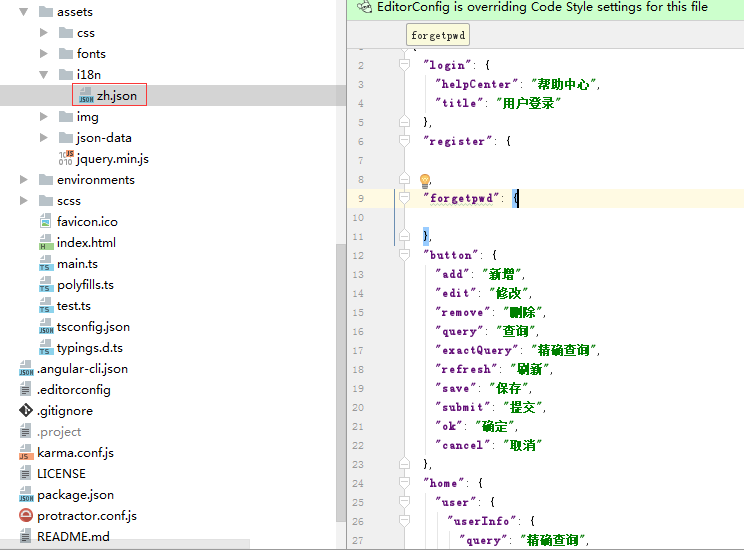 assets
css
fonts
i18n
zh.json
img
json-data
jquery.min.js
environments
scss
favicon.ico
index.html
main.ts
polyfills.ts
test.ts
tsconfig.json
typings.d.ts
.angular-cli.json
.editorconfig
.gitignore
.project
karma.conf.js
LICENSE
package.json
protractor.conf.js
README.md
EditorConfig is overriding Code Style settings for this file
forgetpwd
2 "login": {
3 "helpCenter": "帮助中心",
4 "title": "用户登录"
5 },
6 "register": {
7
8 ,
9 "forgetpwd": {
10
11 },
12 "button": {
13 "add": "新增",
14 "edit": "修改",
15 "remove": "删除",
16 "query": "查询",
17 "exactQuery": "精确查询",
18 "refresh": "刷新",
19 "save": "保存",
20 "submit": "提交",
21 "ok": "确定",
22 "cancel": "取消"
23 },
24 "home": {
25 "user": {
26 "userInfo": {
27 "query": "精确查询",